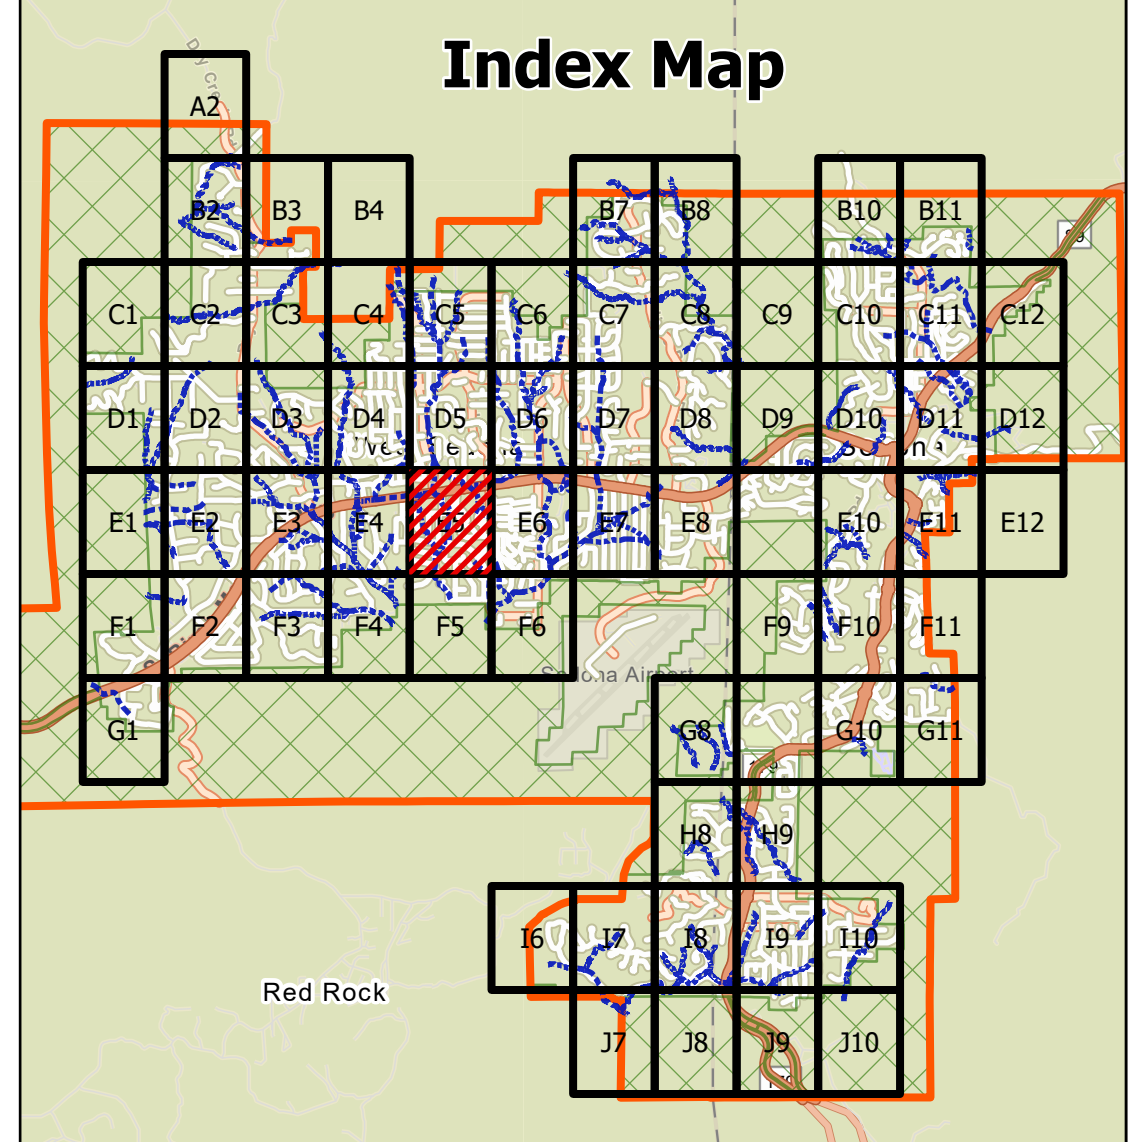 Index Map
A2
B2 B3 B4 B7 B8 B10 B11
C1 C2 C3 C4 C5 C6 C7 C8 C9 C10 C11 C12
D1 D2 D3 D4 D5 D6 D7 D8 D9 D10 D11 D12
E1 E2 E3 E4 E5 E6 E7 E8 E10 E11 E12
F1 F2 F3 F4 F5 F6 F9 F10 F11
Sedona Airport
G1 G8 G10 G11
H8 H9
I6 I7 I8 I9 I10
Red Rock
J7 J8 J9 J10